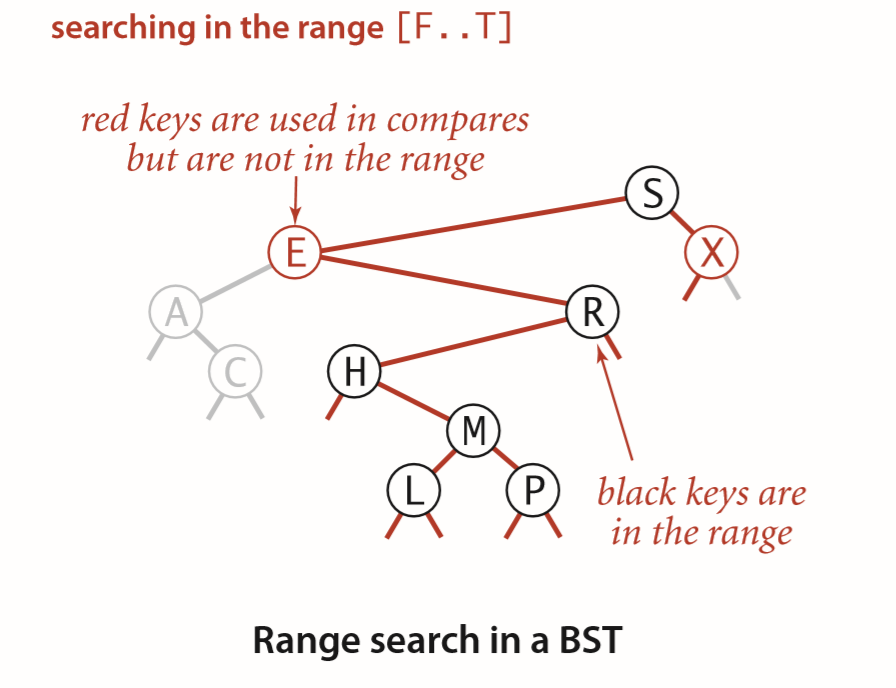 searching in the range [F..T]
red keys are used in compares
but are not in the range
S
E
X
A
R
C
H
M
L
P
black keys are
in the range
Range search in a BST